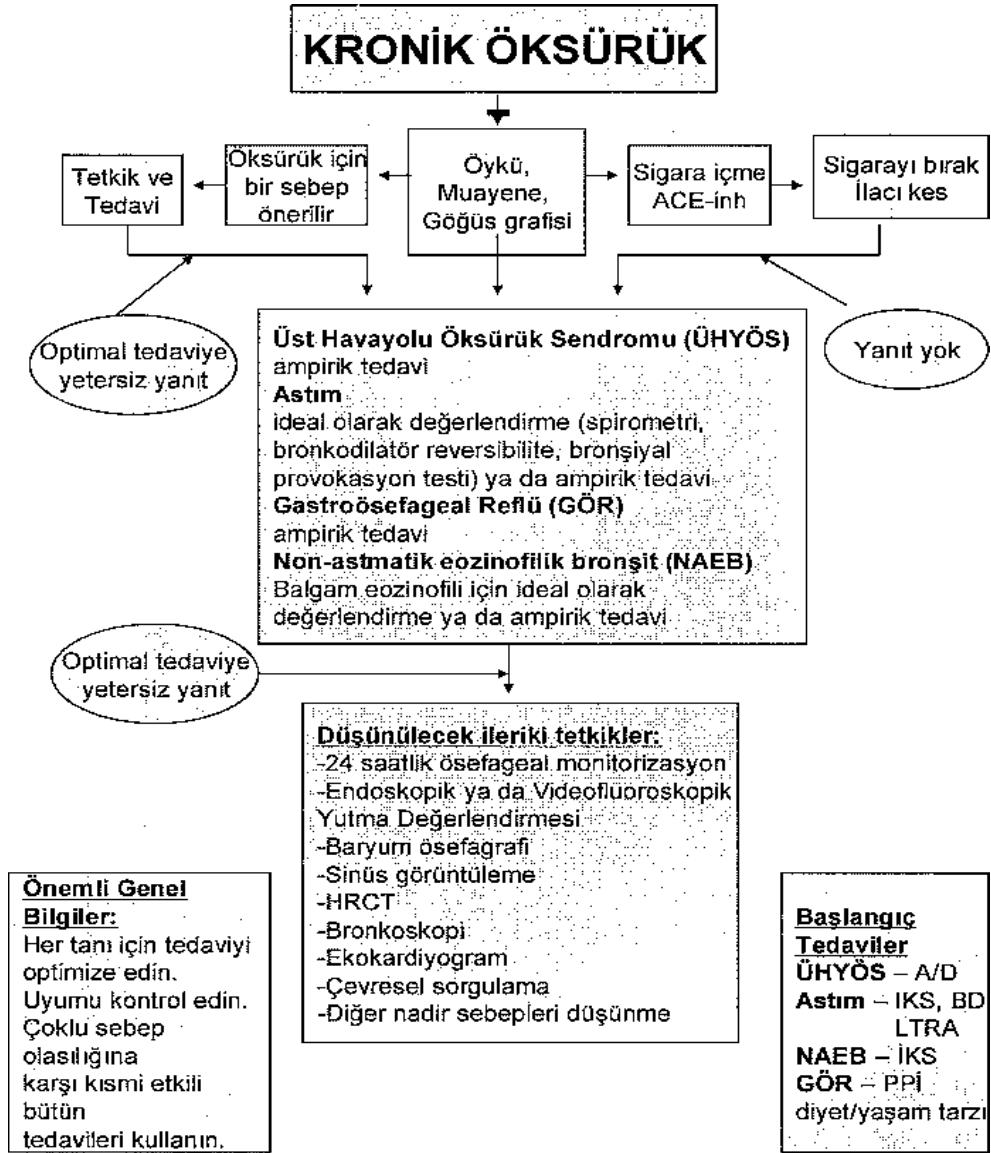 KRONİK ÖKSÜRÜK
Tetkik ve
Tedavi
Öksürük için
bir sebep
önerilir
Öykü,
Muayene,
Göğüs grafisi
Sigara içme
ACE-inh
Sigarayı bırak
İlacı kes
Optimal tedaviye
yetersiz yanıt
Yanıt yok
Üst Havayolu Öksürük Sendromu (ÜHYÖS)
ampirik tedavi
Astım
ideal olarak değerlendirme (spirometri,
bronkodilatör reversibilite, bronşiyal
provokasyon testi) ya da ampirik tedavi
Gastroösefageal Reflü (GÖR)
ampirik tedavi
Non-astmatik eozinofilik bronşit (NAEB)
Balgam eozinofili için ideal olarak
değerlendirme ya da ampirik tedavi
Optimal tedaviye
yetersiz yanıt
Düşünülecek ileriki tetkikler:
-24 saatlik ösefageal monitorizasyon
-Endoskopik ya da Videoflüoroskopik
Yutma Değerlendirmesi
-Baryum ösefagrafi
-Sinüs görüntüleme
-HRCT
-Bronkoskopi
-Ekokardiyogram
-Çevresel sorgulama
-Diğer nadir sebepleri düşünme
Önemli Genel
Bilgiler:
Her tanı için tedaviyi
optimize edin.
Uyumu kontrol edin.
Çoklu sebep
olasılığına
karşı kısmi etkili
bütün
tedavileri kullanın.
Başlangıç
Tedaviler
ÜHYÖS – A/D
Astım – IKS, BD
LTRA
NAEB – İKS
GÖR – PPİ
diyet/yaşam tarzı